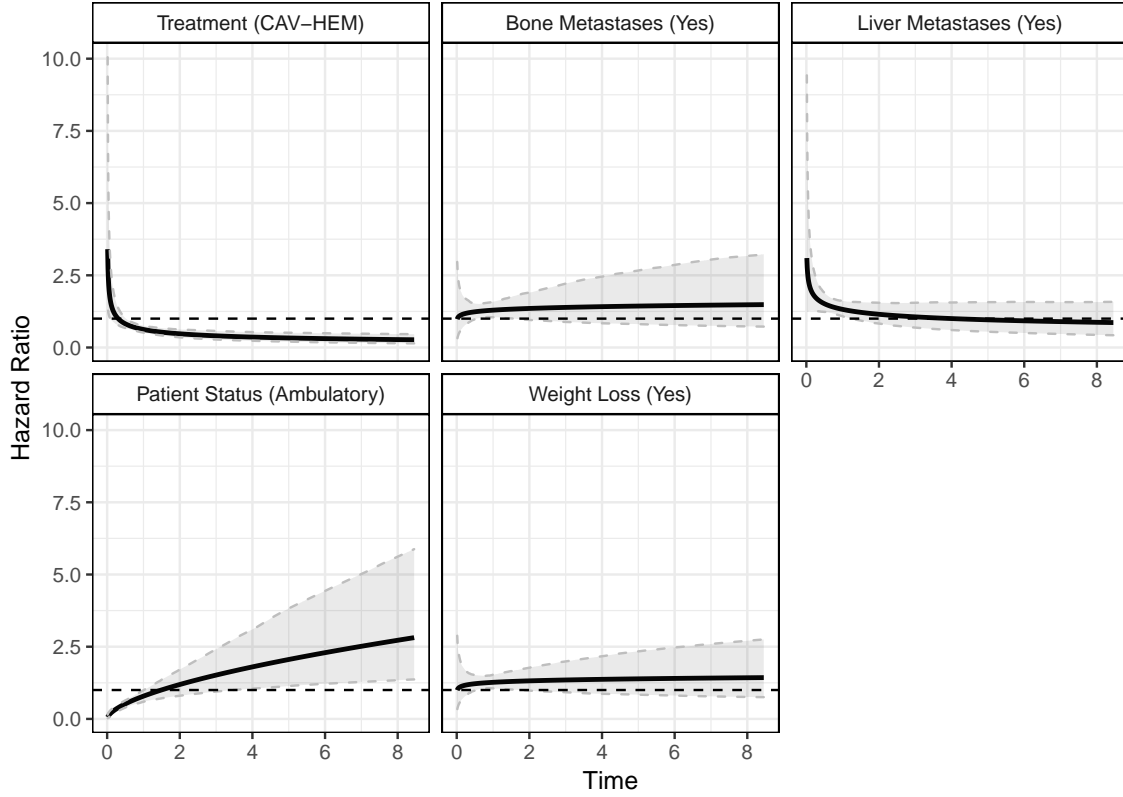 Treatment (CAV−HEM)
Bone Metastases (Yes)
Liver Metastases (Yes)
10.0
7.5
5.0
2.5
0.0
0 2 4 6 8
Patient Status (Ambulatory)
Weight Loss (Yes)
10.0
7.5
5.0
2.5
0.0
0 2 4 6 8
0 2 4 6 8
Hazard Ratio
Time